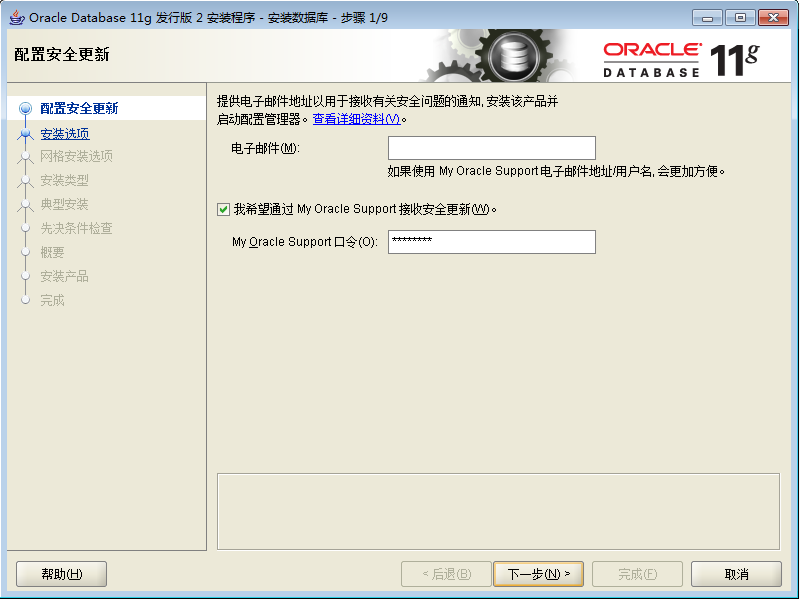 Oracle Database 11g 发行版 2 安装程序 - 安装数据库 - 步骤 1/9
配置安全更新
ORACLE
DATABASE
11g
配置安全更新
安装选项
网格安装选项
安装类型
典型安装
先决条件检查
概要
安装产品
完成
提供电子邮件地址以用于接收有关安全问题的通知, 安装该产品并
启动配置管理器。查看详细资料(V)。
电子邮件(M):
如果使用 My Oracle Support 电子邮件地址/用户名, 会更加方便。
我希望通过 My Oracle Support 接收安全更新(W)。
My Oracle Support 口令(O):
********
帮助(H)
< 后退(B)
下一步(N) >
完成(F)
取消